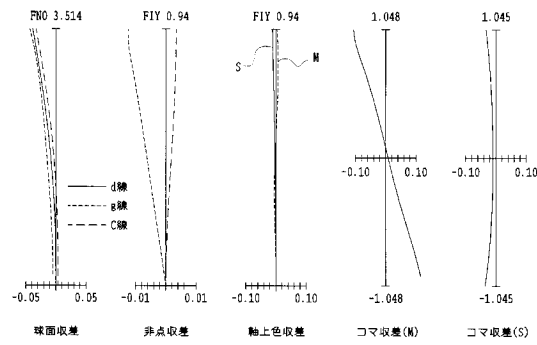 FNO 3.514
FIY 0.94
FIY 0.94
1.048
1.045
S
M
-0.10
0.10
-0.10
0.10
d線
g線
C線
-0.05
0.05
-0.01
0.01
-0.10
0.10
-1.048
-1.045
球面収差
非点収差
軸上色収差
コマ収差(M)
コマ収差(S)